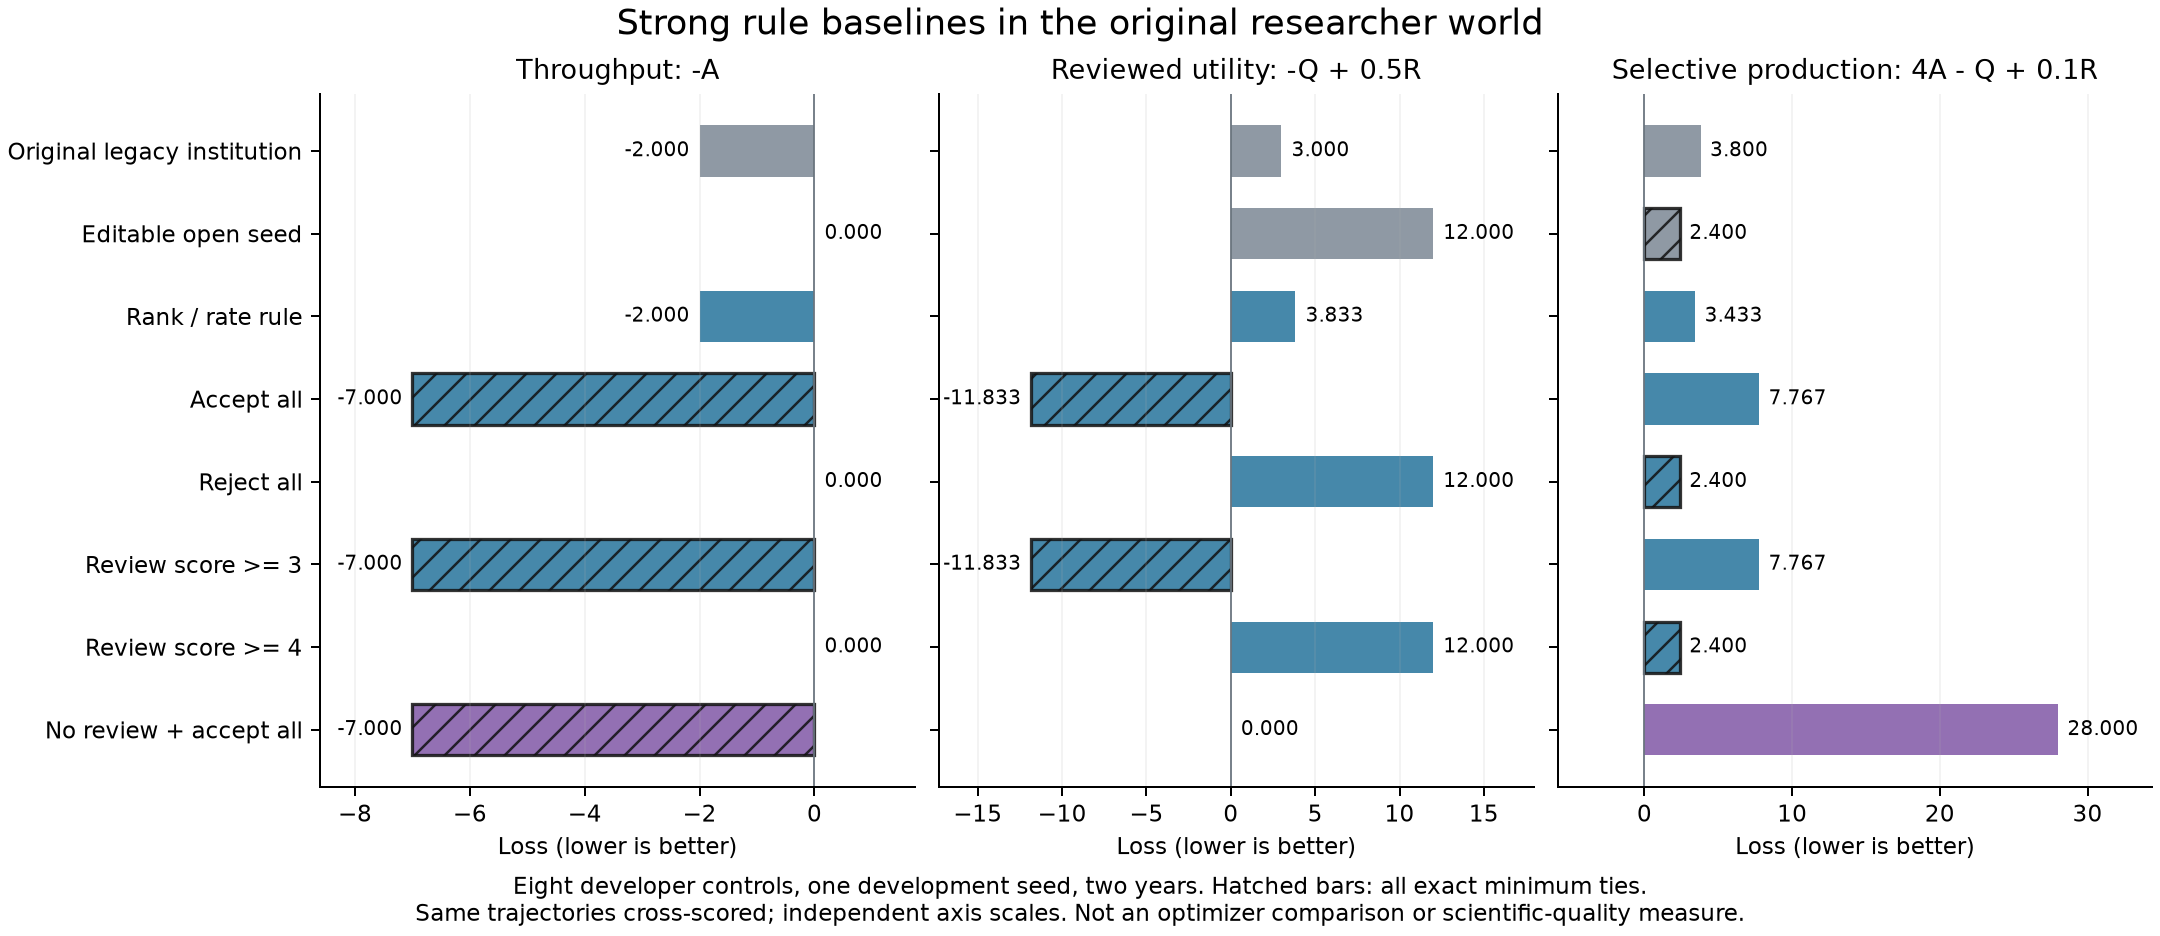 Strong rule baselines in the original researcher world
Throughput: -A
Reviewed utility: -Q + 0.5R
Selective production: 4A - Q + 0.1R
Original legacy institution
-2.000
3.000
3.800
Editable open seed
0.000
12.000
2.400
Rank / rate rule
-2.000
3.833
3.433
Accept all
-7.000
-11.833
7.767
Reject all
0.000
12.000
2.400
Review score >= 3
-7.000
-11.833
7.767
Review score >= 4
0.000
12.000
2.400
No review + accept all
-7.000
0.000
28.000
−8 −6 −4 −2 0
−15 −10 −5 0 5 10 15
0 10 20 30
Loss (lower is better)
Loss (lower is better)
Loss (lower is better)
Eight developer controls, one development seed, two years. Hatched bars: all exact minimum ties.
Same trajectories cross-scored; independent axis scales. Not an optimizer comparison or scientific-quality measure.